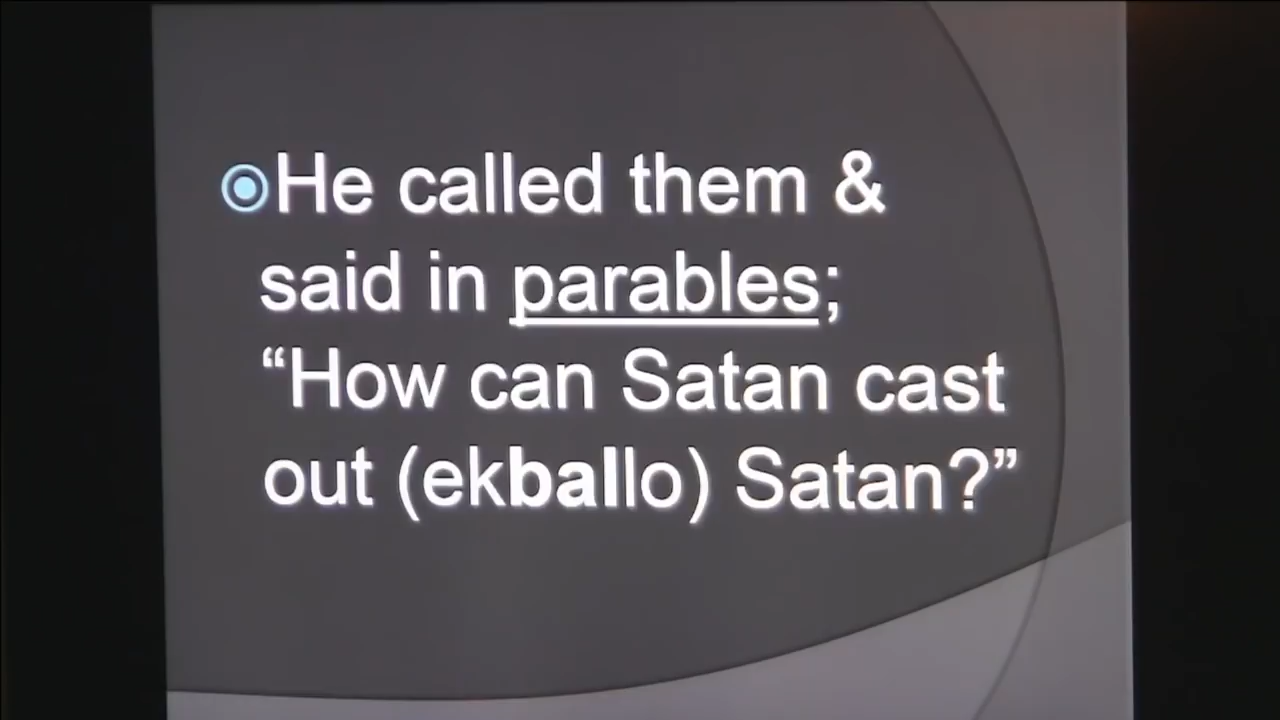 He called them &
said in parables;
“How can Satan cast
out (ekballo) Satan?”